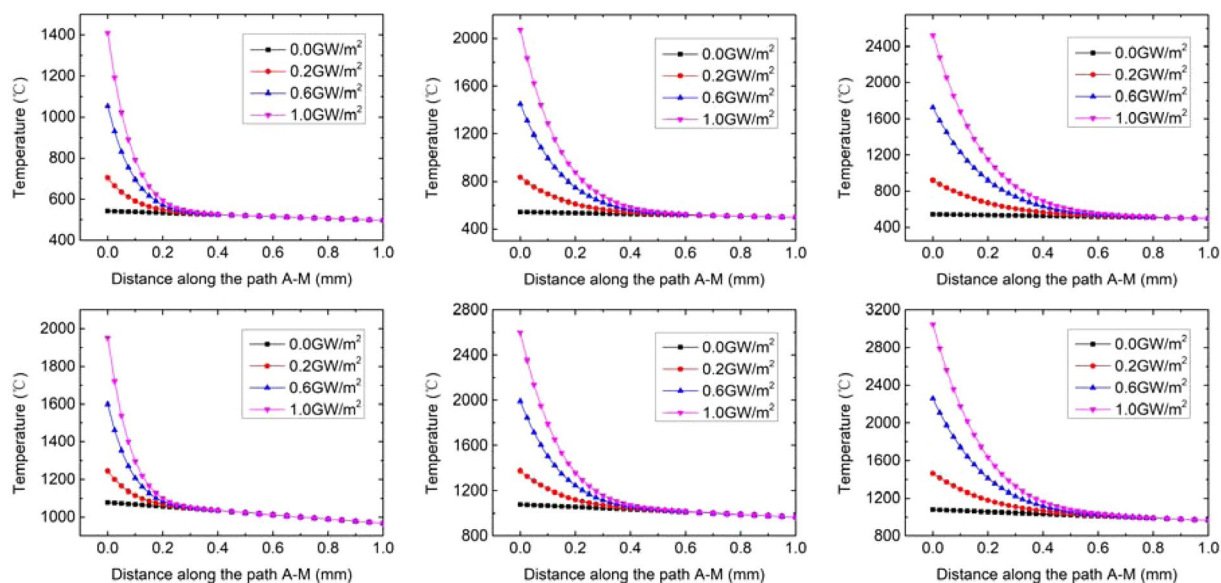 1400
1200
1000
800
600
400
Temperature (℃)
0.0GW/m²
0.2GW/m²
0.6GW/m²
1.0GW/m²
0.0 0.2 0.4 0.6 0.8 1.0
Distance along the path A-M (mm)
2000
1600
1200
800
400
Temperature (℃)
0.0GW/m²
0.2GW/m²
0.6GW/m²
1.0GW/m²
0.0 0.2 0.4 0.6 0.8 1.0
Distance along the path A-M (mm)
2400
2000
1600
1200
800
400
Temperature (℃)
0.0GW/m²
0.2GW/m²
0.6GW/m²
1.0GW/m²
0.0 0.2 0.4 0.6 0.8 1.0
Distance along the path A-M (mm)
2000
1800
1600
1400
1200
1000
Temperature (℃)
0.0GW/m²
0.2GW/m²
0.6GW/m²
1.0GW/m²
0.0 0.2 0.4 0.6 0.8 1.0
Distance along the path A-M (mm)
2800
2400
2000
1600
1200
800
Temperature (℃)
0.0GW/m²
0.2GW/m²
0.6GW/m²
1.0GW/m²
0.0 0.2 0.4 0.6 0.8 1.0
Distance along the path A-M (mm)
3200
2800
2400
2000
1600
1200
800
Temperature (℃)
0.0GW/m²
0.2GW/m²
0.6GW/m²
1.0GW/m²
0.0 0.2 0.4 0.6 0.8 1.0
Distance along the path A-M (mm)